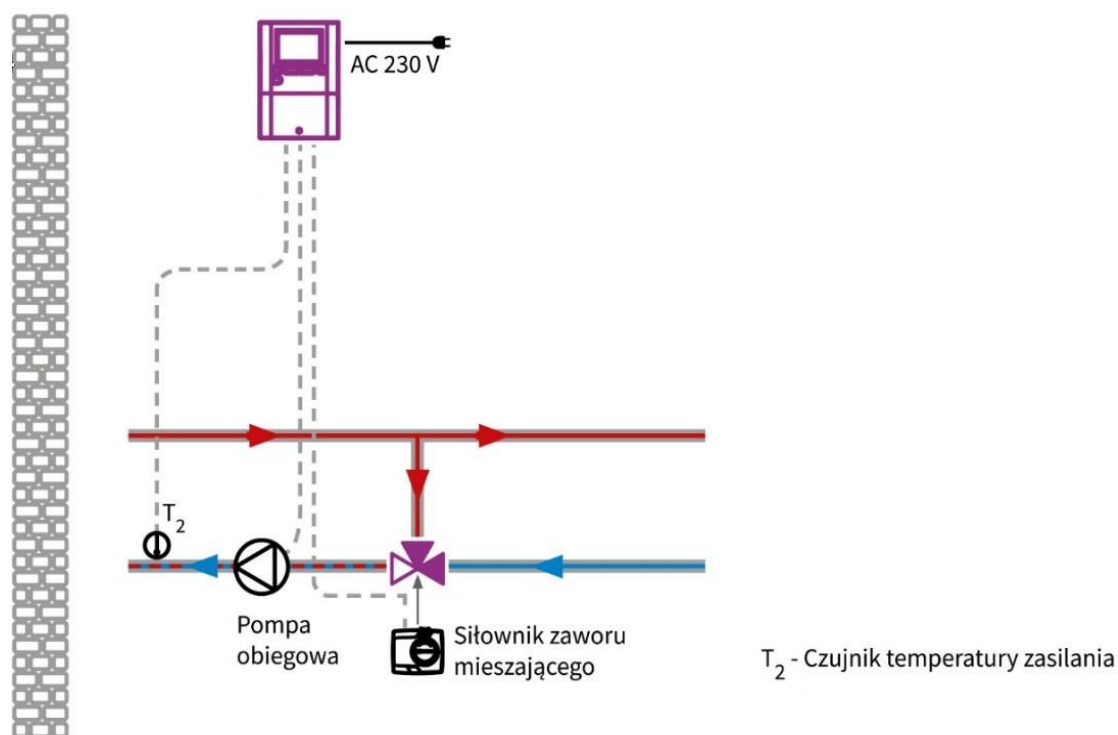 AC 230 V
T2
Pompa
obiegowa
Siłownik zaworu
mieszającego
T2 - Czujnik temperatury zasilania